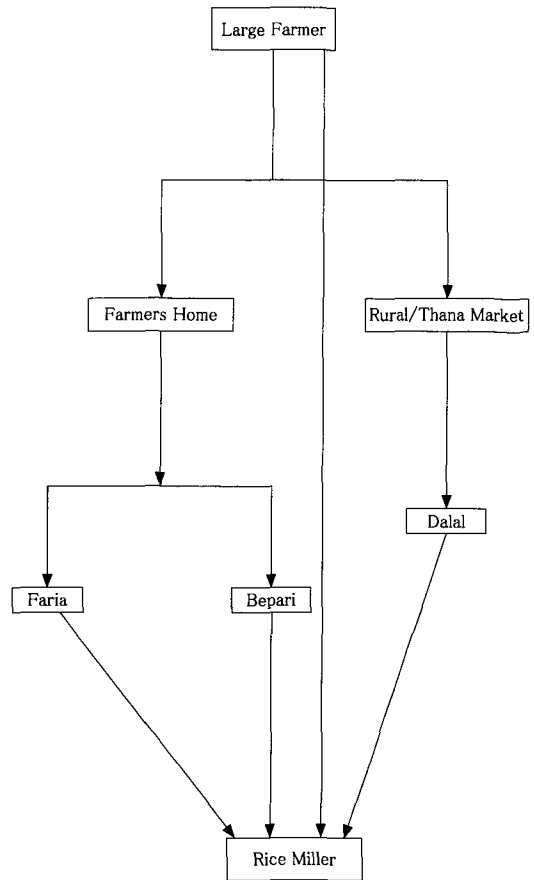 Large Farmer
Farmers Home
Rural/Thana Market
Dalal
Faria
Bepari
Rice Miller